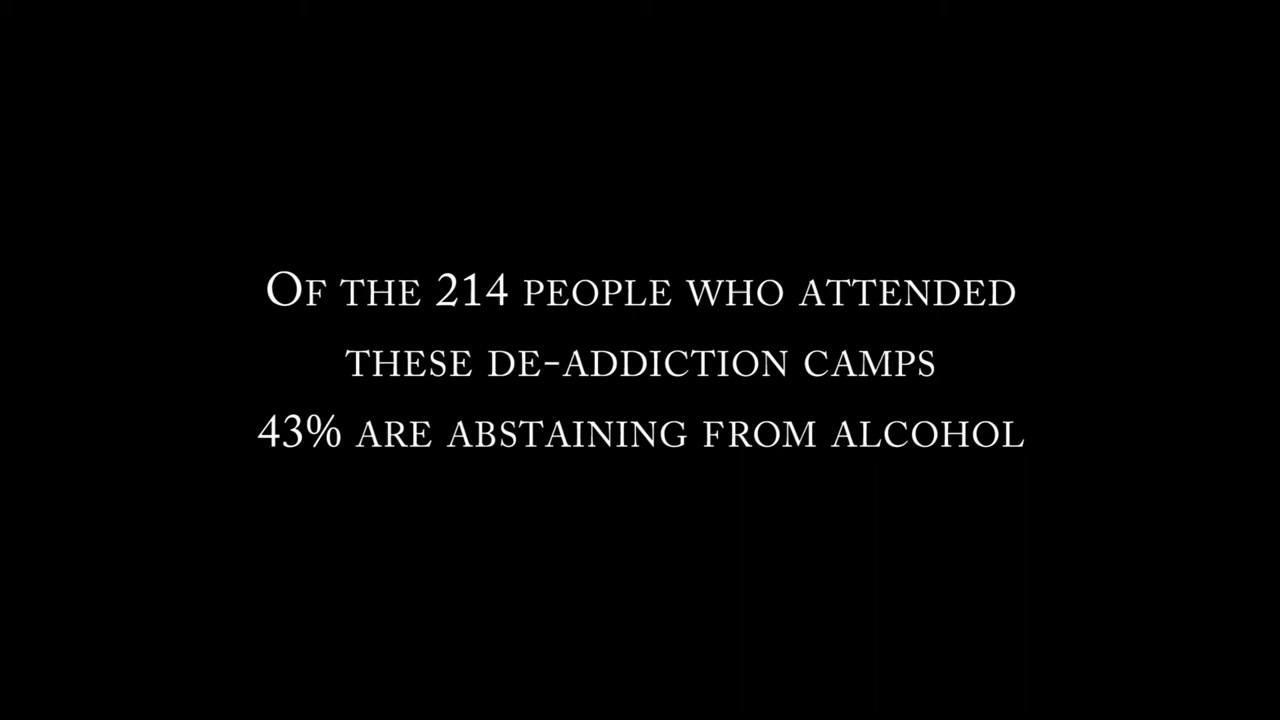 Of the 214 people who attended
these de-addiction camps
43% are abstaining from alcohol